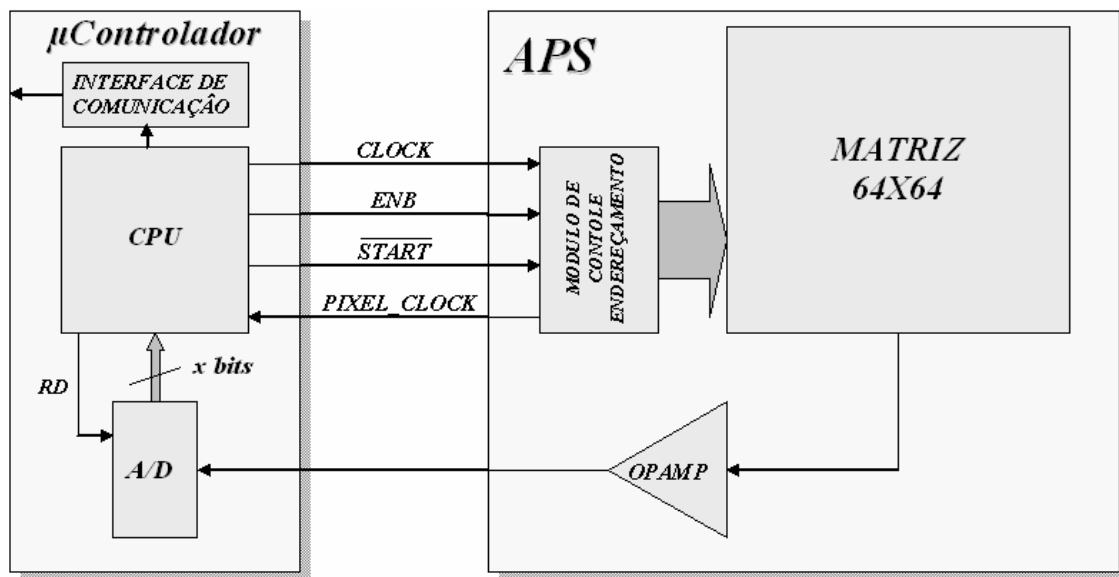 μControlador
INTERFACE DE
COMUNICAÇÂO
CPU
RD
x bits
A/D
CLOCK
ENB
START
PIXEL_CLOCK
APS
MODULO DE
CONTOLE
ENDEREÇAMENTO
MATRIZ
64X64
OPAMP